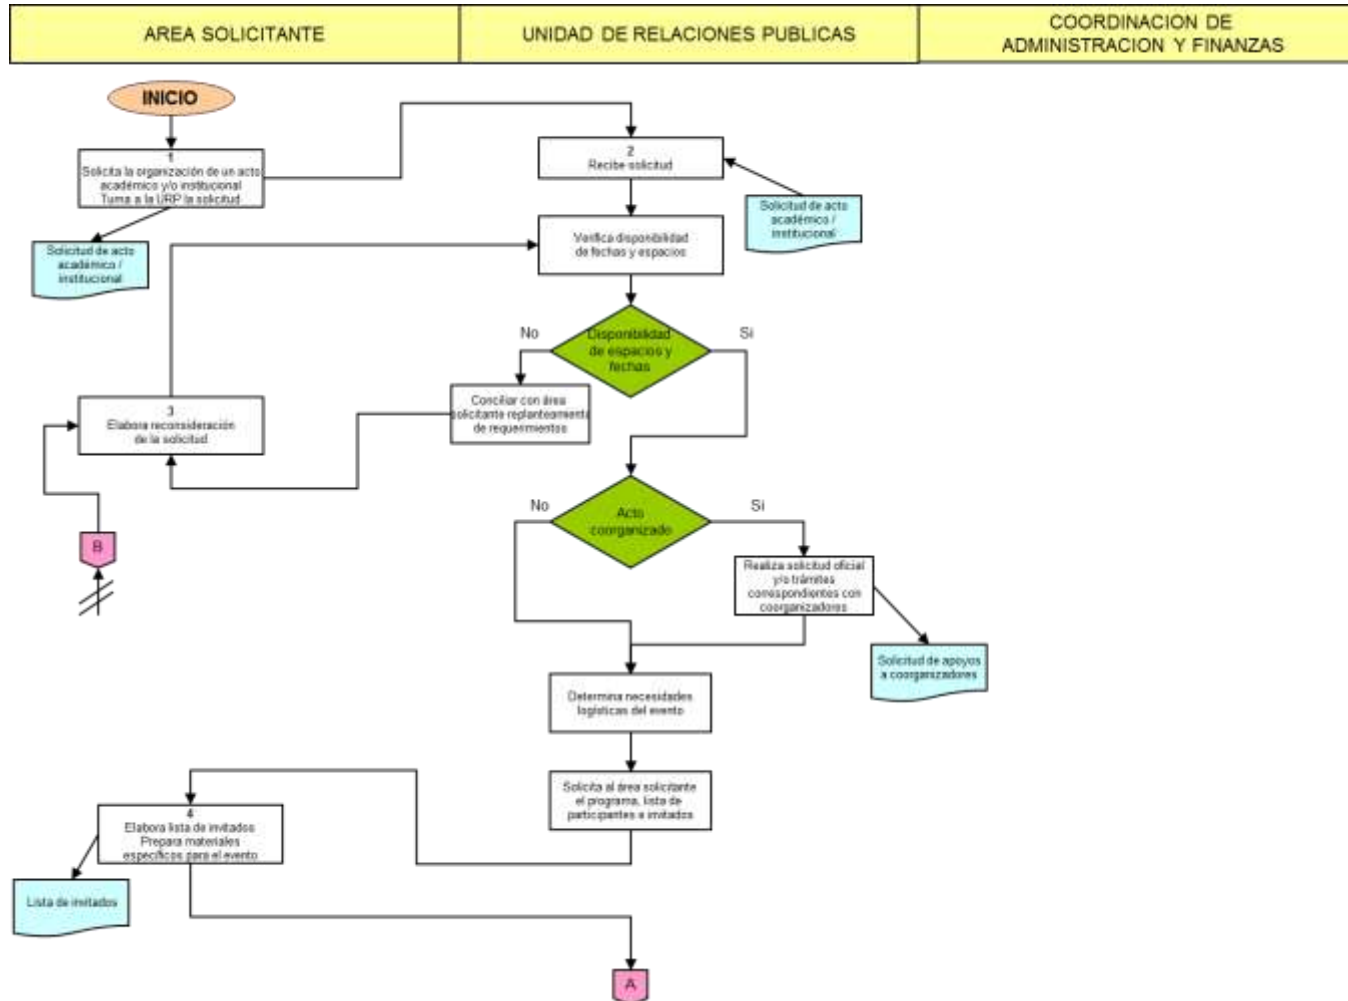 AREA SOLICITANTE
UNIDAD DE RELACIONES PUBLICAS
COORDINACION DE
ADMINISTRACION Y FINANZAS
INICIO
1
Solicita la organización de un acto
académico y/o institucional
Turna a la URP la solicitud
2
Recibe solicitud
Solicitud de acto
académico /
institucional
Solicitud de acto
académico /
institucional
Verifica disponibilidad
de fechas y espacios
No
Disponibilidad
de espacios y
fechas
Si
Conciliar con área
solicitante replanteamiento
de requerimientos
3
Elabora reconsideración
de la solicitud
No
Acto
coorganizado
Si
B
Realiza solicitud oficial
y/o trámites
correspondientes con
coorganizadores
Solicitud de apoyos
a coorganizadores
Determina necesidades
logísticas del evento
Solicita al área solicitante
el programa, lista de
participantes e invitados
4
Elabora lista de invitados
Prepara materiales
específicos para el evento
Lista de invitados
A